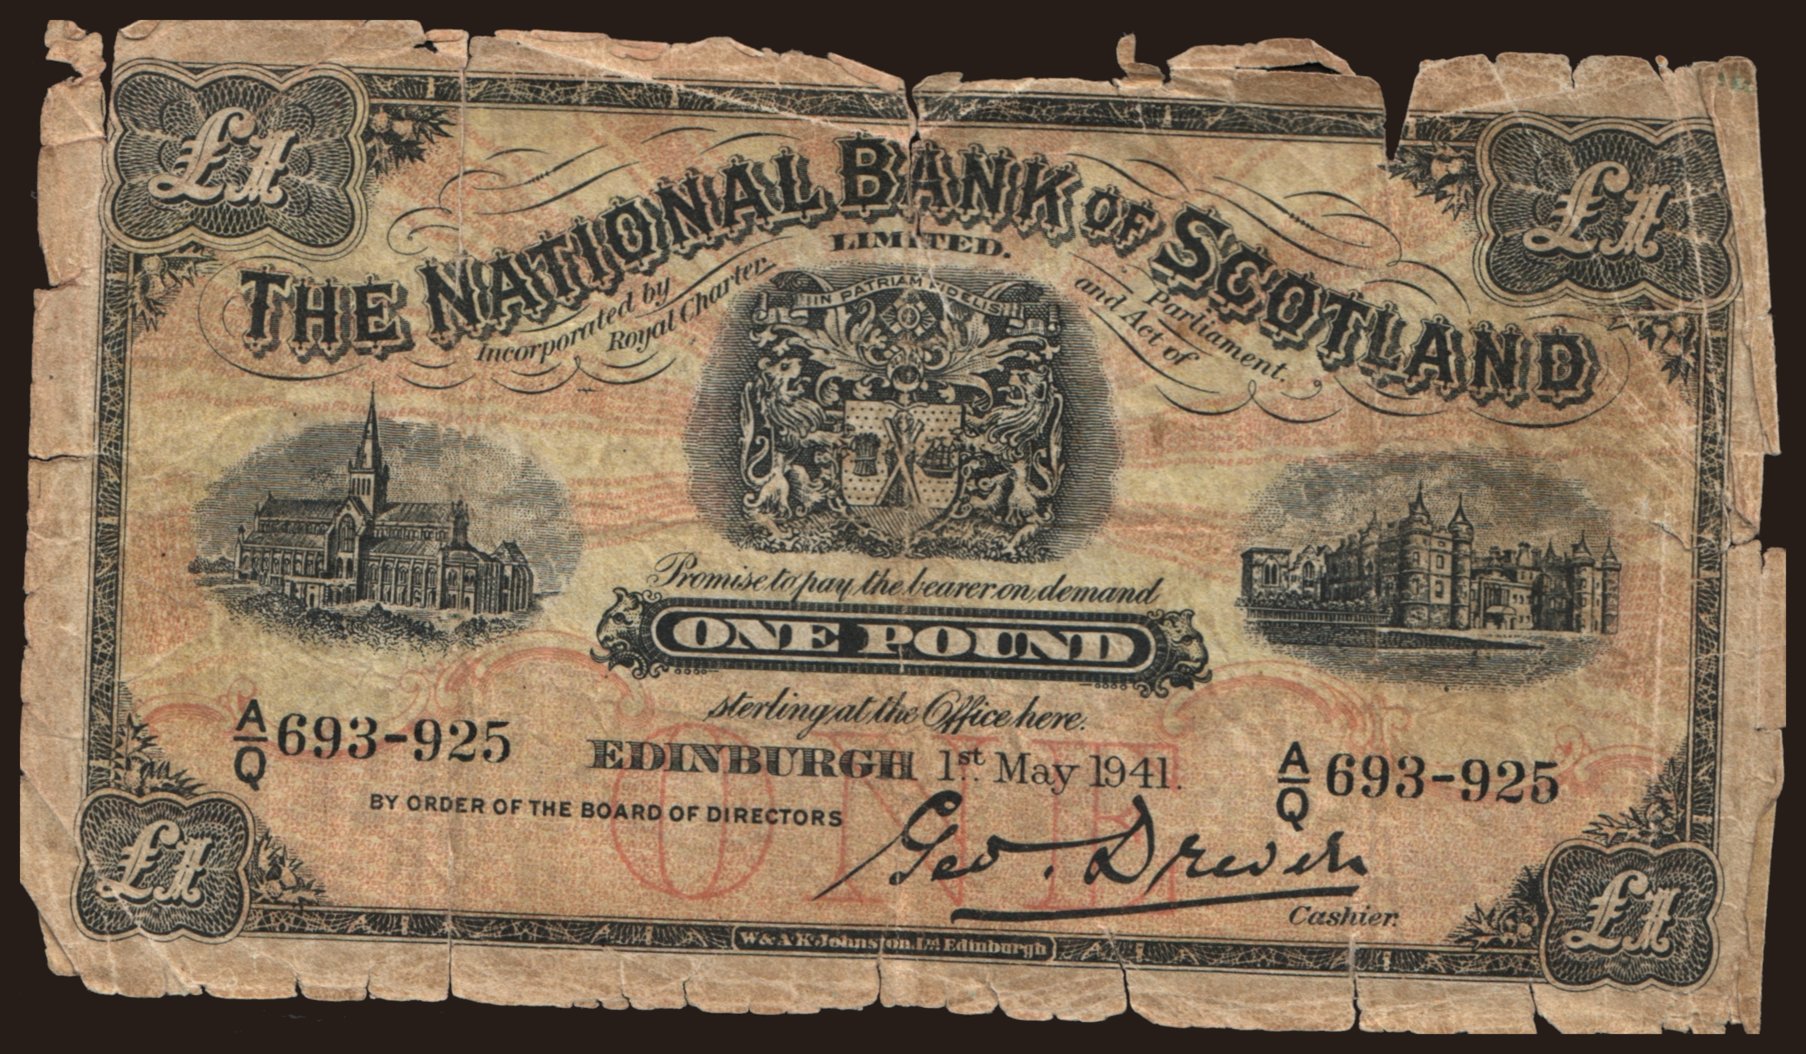 £1 £1
THE NATIONAL BANK OF SCOTLAND
LIMITED.
Incorporated by
Royal Charter
and Act of
Parliament.
IN PATRIAM FIDELIS
Promise to pay the bearer on demand
ONE POUND
sterling at the Office here.
A/Q 693-925
EDINBURGH 1st May 1941.
A/Q 693-925
BY ORDER OF THE BOARD OF DIRECTORS
ONE
Geo. Drever
Cashier.
£1 £1
W & A K Johnston, Ltd Edinburgh